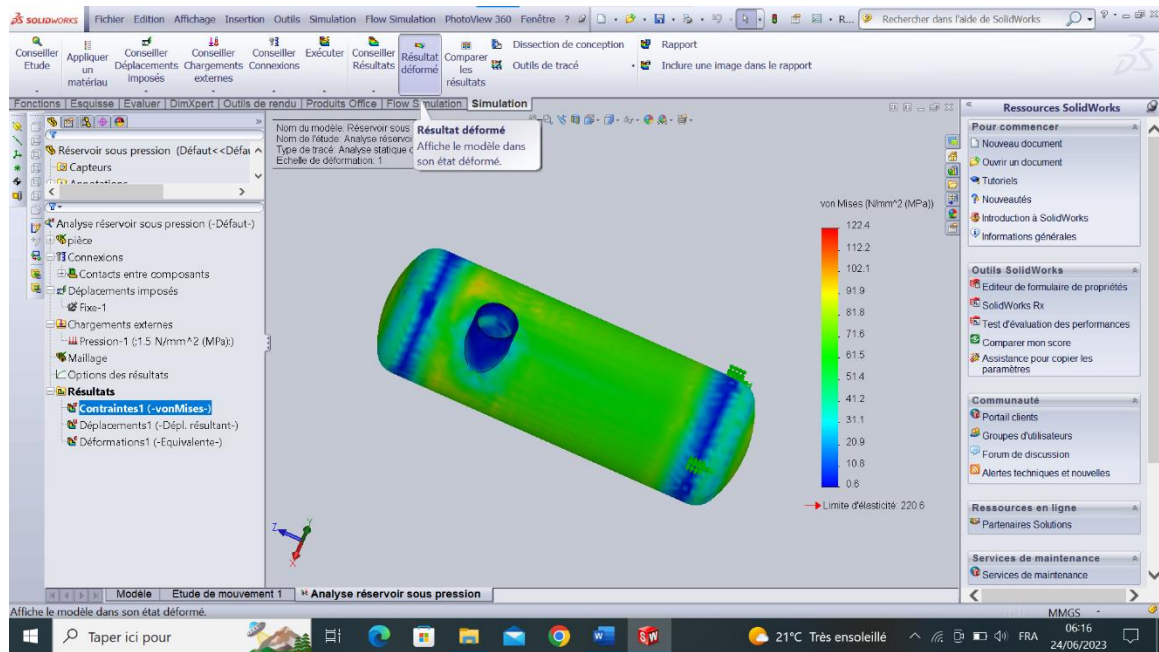 SOLIDWORKS
Fichier Edition Affichage Insertion Outils Simulation Flow Simulation PhotoView 360 Fenêtre ?
R...
Rechercher dans l'aide de SolidWorks
Conseiller Etude
Appliquer un matériau
Conseiller Déplacements imposés
Conseiller Chargements externes
Conseiller Connexions
Exécuter
Conseiller Résultats
Résultat déformé
Comparer les résultats
Dissection de conception
Outils de tracé
Rapport
Inclure une image dans le rapport
Fonctions Esquisse Evaluer DimXpert Outils de rendu Produits Office Flow Simulation Simulation
Réservoir sous pression (Défaut<<Défau
Capteurs
Annotations
Analyse réservoir sous pression (-Défaut-)
pièce
Connexions
Contacts entre composants
Déplacements imposés
Fixe-1
Chargements externes
Pression-1 (:1.5 N/mm^2 (MPa):)
Maillage
Options des résultats
Résultats
Contraintes1 (-vonMises-)
Déplacements1 (-Dépl. résultant-)
Déformations1 (-Equivalente-)
Nom du modèle: Réservoir sous
Nom de l'étude: Analyse réservoi
Type de tracé: Analyse statique c
Echelle de déformation: 1
Résultat déformé
Affiche le modèle dans
son état déformé.
von Mises (N/mm^2 (MPa))
122.4
112.2
102.1
91.9
81.8
71.6
61.5
51.4
41.2
31.1
20.9
10.8
0.6
Limite d'élasticité: 220.6
Z
Y
X
Ressources SolidWorks
Pour commencer
Nouveau document
Ouvrir un document
Tutoriels
Nouveautés
Introduction à SolidWorks
Informations générales
Outils SolidWorks
Editeur de formulaire de propriétés
SolidWorks Rx
Test d'évaluation des performances
Comparer mon score
Assistance pour copier les
paramètres
Communauté
Portail clients
Groupes d'utilisateurs
Forum de discussion
Alertes techniques et nouvelles
Ressources en ligne
Partenaires Solutions
Services de maintenance
Services de maintenance
Modèle Etude de mouvement 1 Analyse réservoir sous pression
Affiche le modèle dans son état déformé.
MMGS
Taper ici pour
21°C Très ensoleillé
FRA
06:16
24/06/2023